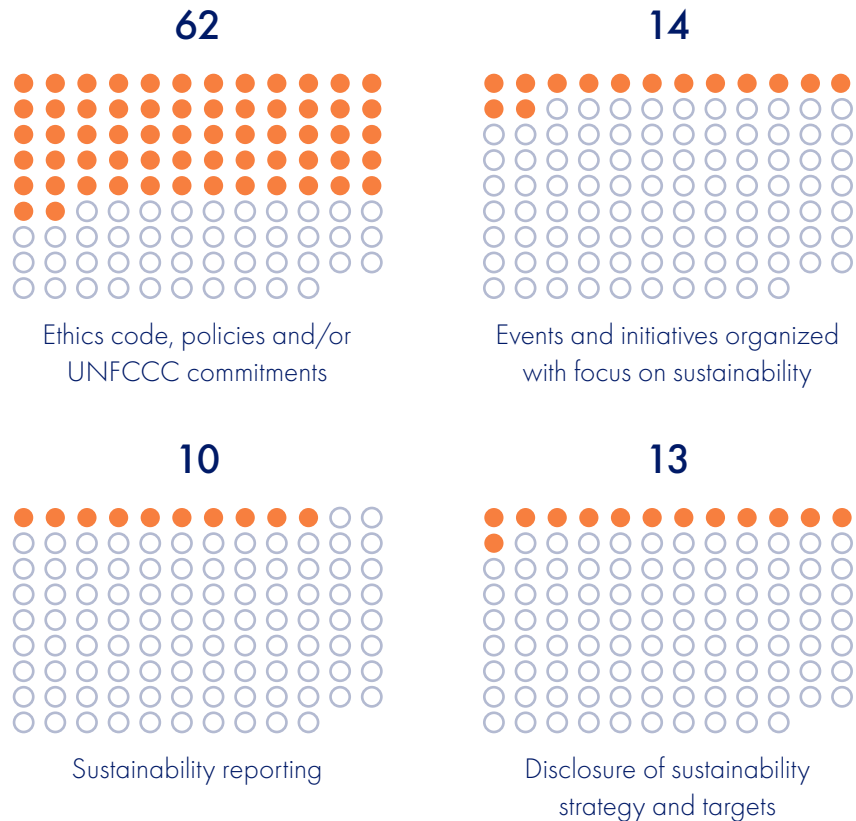 62
14
Ethics code, policies and/or
UNFCCC commitments
Events and initiatives organized
with focus on sustainability
10
13
Sustainability reporting
Disclosure of sustainability
strategy and targets